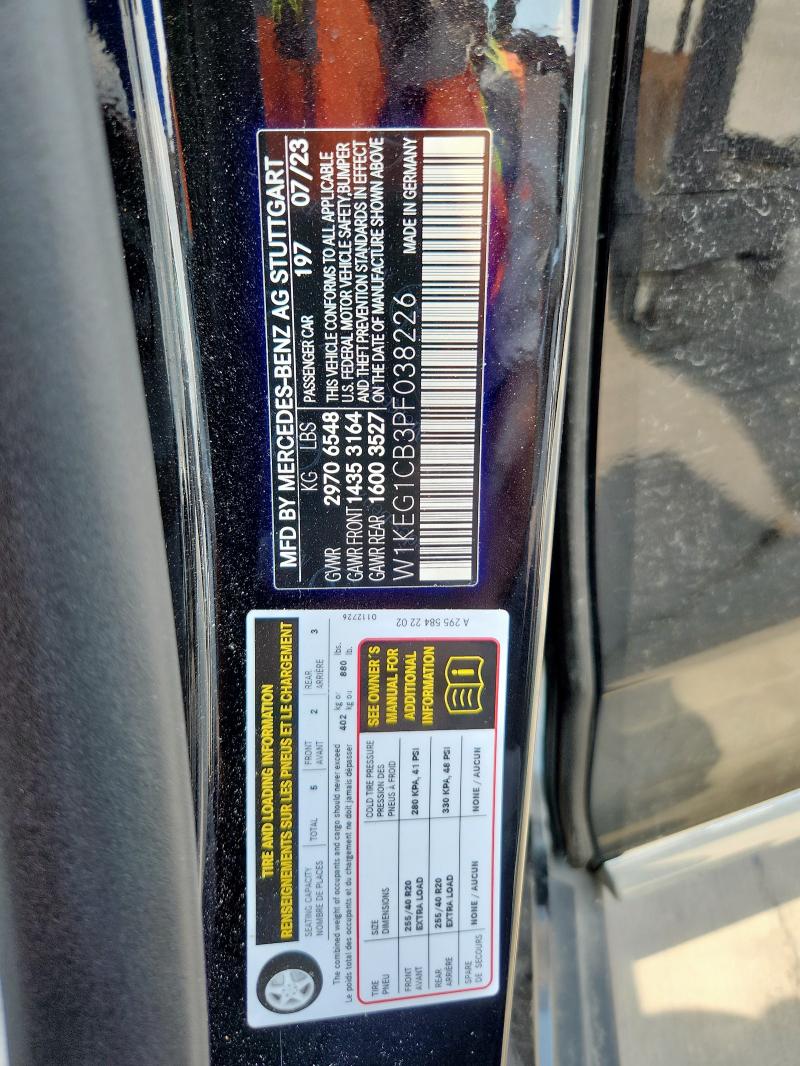 MFD BY MERCEDES-BENZ AG STUTTGART
KG LBS PASSENGER CAR 197 07/23
GVWR 2970 6548 THIS VEHICLE CONFORMS TO ALL APPLICABLE
GAWR FRONT 1435 3164 U.S. FEDERAL MOTOR VEHICLE SAFETY, BUMPER
AND THEFT PREVENTION STANDARDS IN EFFECT
GAWR REAR 1600 3527 ON THE DATE OF MANUFACTURE SHOWN ABOVE
W1KEG1CB3PF038226 MADE IN GERMANY
TIRE AND LOADING INFORMATION
RENSEIGNEMENTS SUR LES PNEUS ET LE CHARGEMENT
SEATING CAPACITY TOTAL 5 FRONT 2 REAR 3
NOMBRE DE PLACES AVANT ARRIÈRE
The combined weight of occupants and cargo should never exceed 402 kg or 880 lbs.
Le poids total des occupants et du chargement ne doit jamais dépasser kg ou lb.
0112726
TIRE SIZE COLD TIRE PRESSURE
PNEU DIMENSIONS PRESSION DES
PNEUS À FROID
FRONT 255/40 R20 280 KPA, 41 PSI
AVANT EXTRA LOAD
REAR 255/40 R20 330 KPA, 48 PSI
ARRIÈRE EXTRA LOAD
SPARE NONE / AUCUN NONE / AUCUN
DE SECOURS
SEE OWNER'S
MANUAL FOR
ADDITIONAL
INFORMATION
A 295 584 22 02